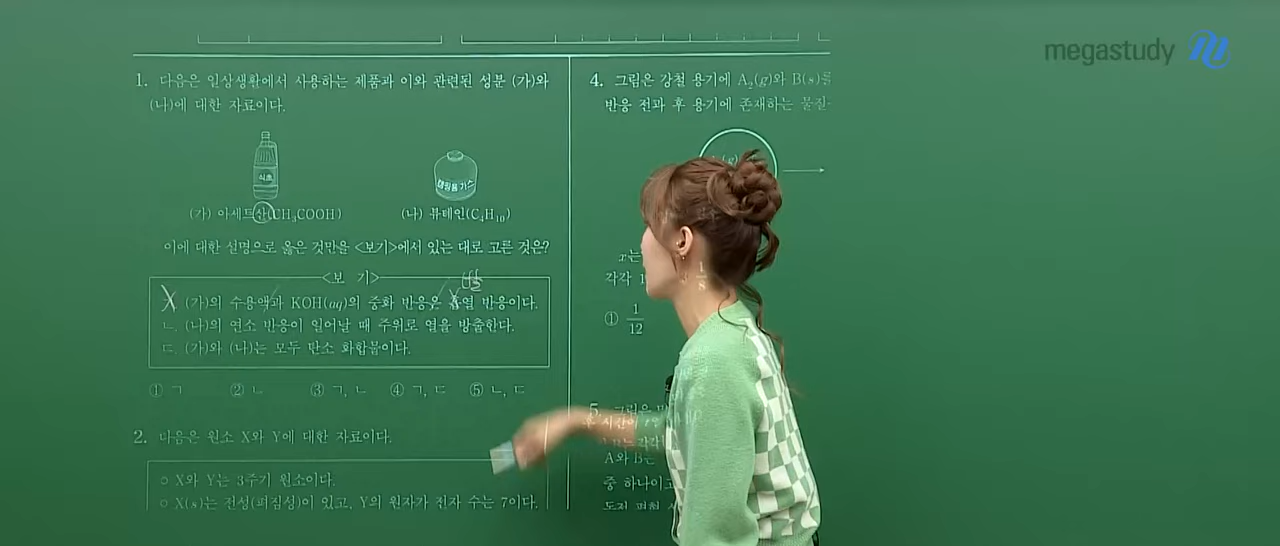 megastudy
1. 다음은 일상생활에서 사용하는 제품과 이와 관련된 성분 (가)와
(나)에 대한 자료이다.
식초
(가) 아세트산(CH₃COOH)
(나) 뷰테인(C₄H₁₀)
이에 대한 설명으로 옳은 것만을 <보기>에서 있는 대로 고른 것은?
<보 기>
(가)의 수용액과 KOH(aq)의 중화 반응은 흡열 반응이다.
ㄴ. (나)의 연소 반응이 일어날 때 주위로 열을 방출한다.
ㄷ. (가)와 (나)는 모두 탄소 화합물이다.
① ㄱ ② ㄴ ③ ㄱ, ㄴ ④ ㄱ, ㄷ ⑤ ㄴ, ㄷ
2. 다음은 원소 X와 Y에 대한 자료이다.
○ X와 Y는 3주기 원소이다.
○ X(s)는 전성(펴짐성)이 있고, Y의 원자가 전자 수는 7이다.
4. 그림은 강철 용기에 A₂(g)와 B(s)를
반응 전과 후 용기에 존재하는 물질
x는
각각 1
1/8
① 1/12
5. 그림은
A와 B는
중 하나이고